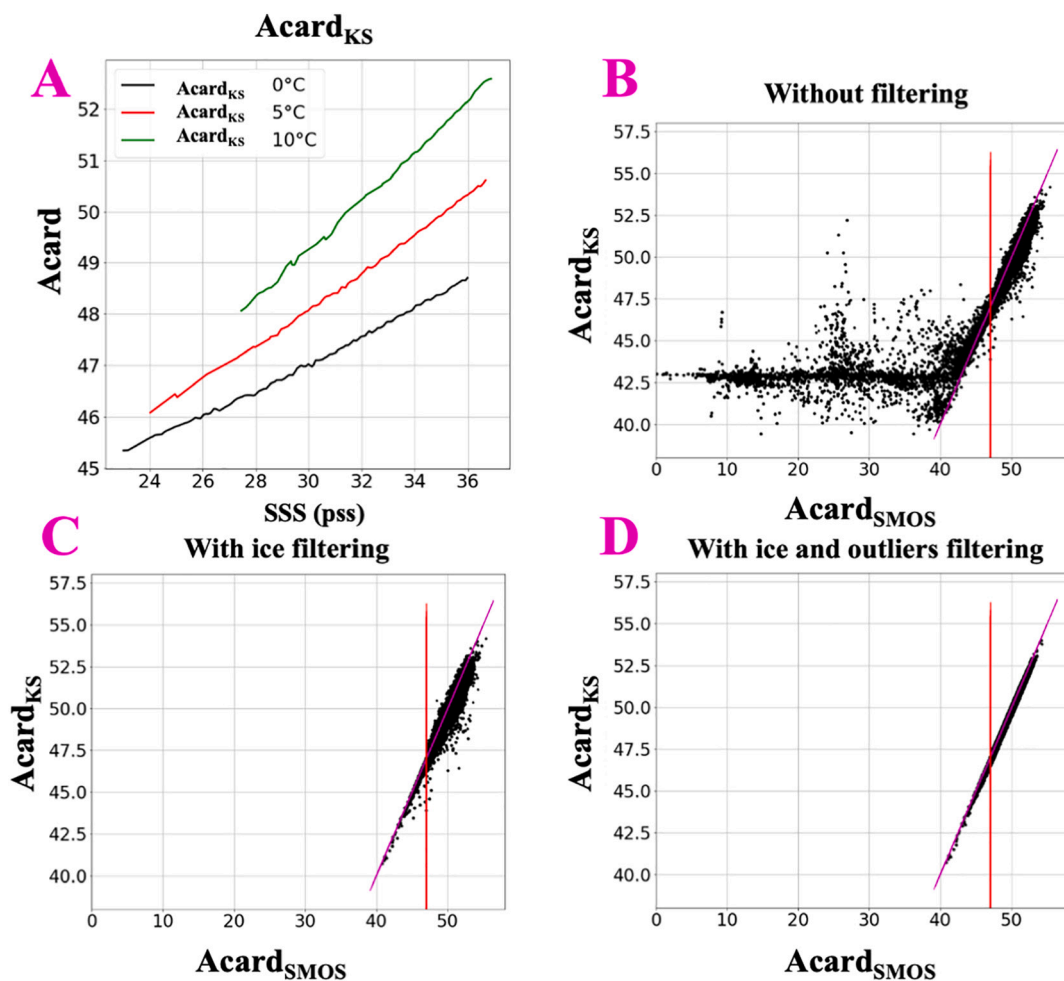 Acard_KS
A
Acard_KS 0°C
Acard_KS 5°C
Acard_KS 10°C
52
51
50
49
48
47
46
45
Acard
24 26 28 30 32 34 36
SSS (pss)
B
Without filtering
57.5
55.0
52.5
50.0
47.5
45.0
42.5
40.0
Acard_KS
0 10 20 30 40 50
Acard_SMOS
C
With ice filtering
57.5
55.0
52.5
50.0
47.5
45.0
42.5
40.0
Acard_KS
0 10 20 30 40 50
Acard_SMOS
D
With ice and outliers filtering
57.5
55.0
52.5
50.0
47.5
45.0
42.5
40.0
Acard_KS
0 10 20 30 40 50
Acard_SMOS